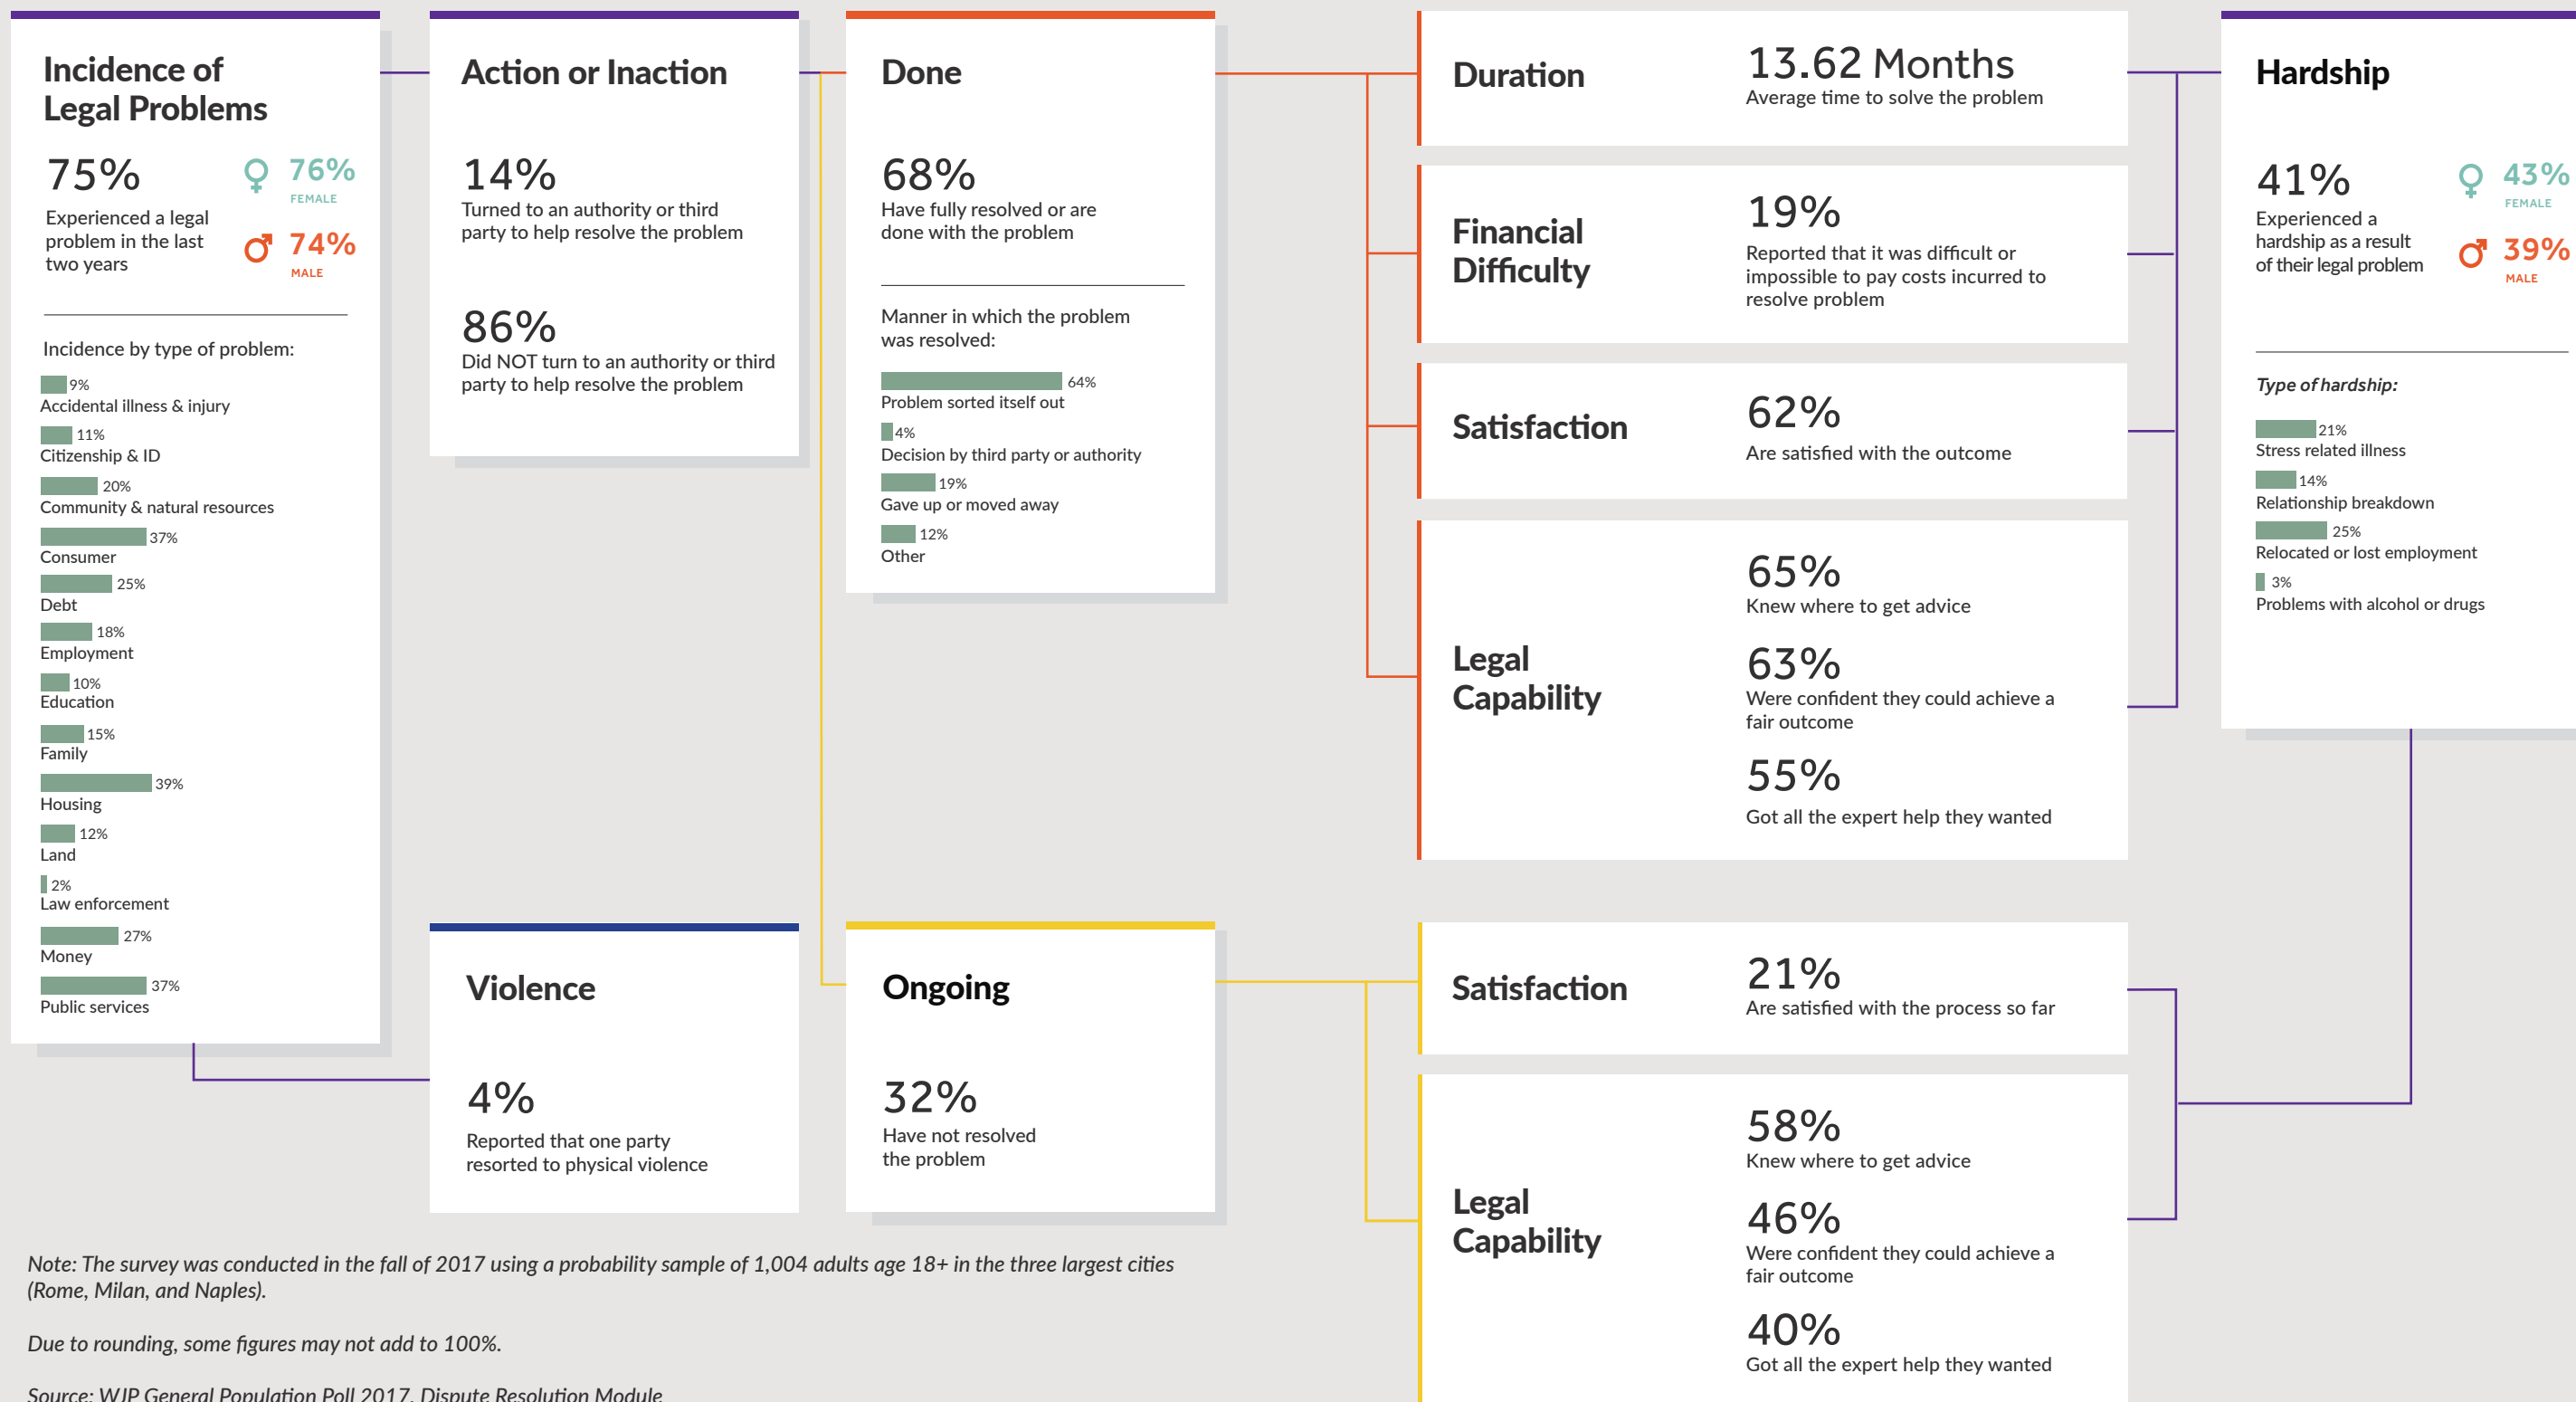 Incidence of
Legal Problems
75%
Experienced a legal
problem in the last
two years
76%
FEMALE
74%
MALE
Incidence by type of problem:
9%
Accidental illness & injury
11%
Citizenship & ID
20%
Community & natural resources
37%
Consumer
25%
Debt
18%
Employment
10%
Education
15%
Family
39%
Housing
12%
Land
2%
Law enforcement
27%
Money
37%
Public services
Action or Inaction
14%
Turned to an authority or third
party to help resolve the problem
86%
Did NOT turn to an authority or third
party to help resolve the problem
Violence
4%
Reported that one party
resorted to physical violence
Done
68%
Have fully resolved or are
done with the problem
Manner in which the problem
was resolved:
64%
Problem sorted itself out
4%
Decision by third party or authority
19%
Gave up or moved away
12%
Other
Ongoing
32%
Have not resolved
the problem
Duration
13.62 Months
Average time to solve the problem
Financial
Difficulty
19%
Reported that it was difficult or
impossible to pay costs incurred to
resolve problem
Satisfaction
62%
Are satisfied with the outcome
Legal
Capability
65%
Knew where to get advice
63%
Were confident they could achieve a
fair outcome
55%
Got all the expert help they wanted
Satisfaction
21%
Are satisfied with the process so far
Legal
Capability
58%
Knew where to get advice
46%
Were confident they could achieve a
fair outcome
40%
Got all the expert help they wanted
Hardship
41%
Experienced a
hardship as a result
of their legal problem
43%
FEMALE
39%
MALE
Type of hardship:
21%
Stress related illness
14%
Relationship breakdown
25%
Relocated or lost employment
3%
Problems with alcohol or drugs
Note: The survey was conducted in the fall of 2017 using a probability sample of 1,004 adults age 18+ in the three largest cities
(Rome, Milan, and Naples).
Due to rounding, some figures may not add to 100%.
Source: WJP General Population Poll 2017, Dispute Resolution Module